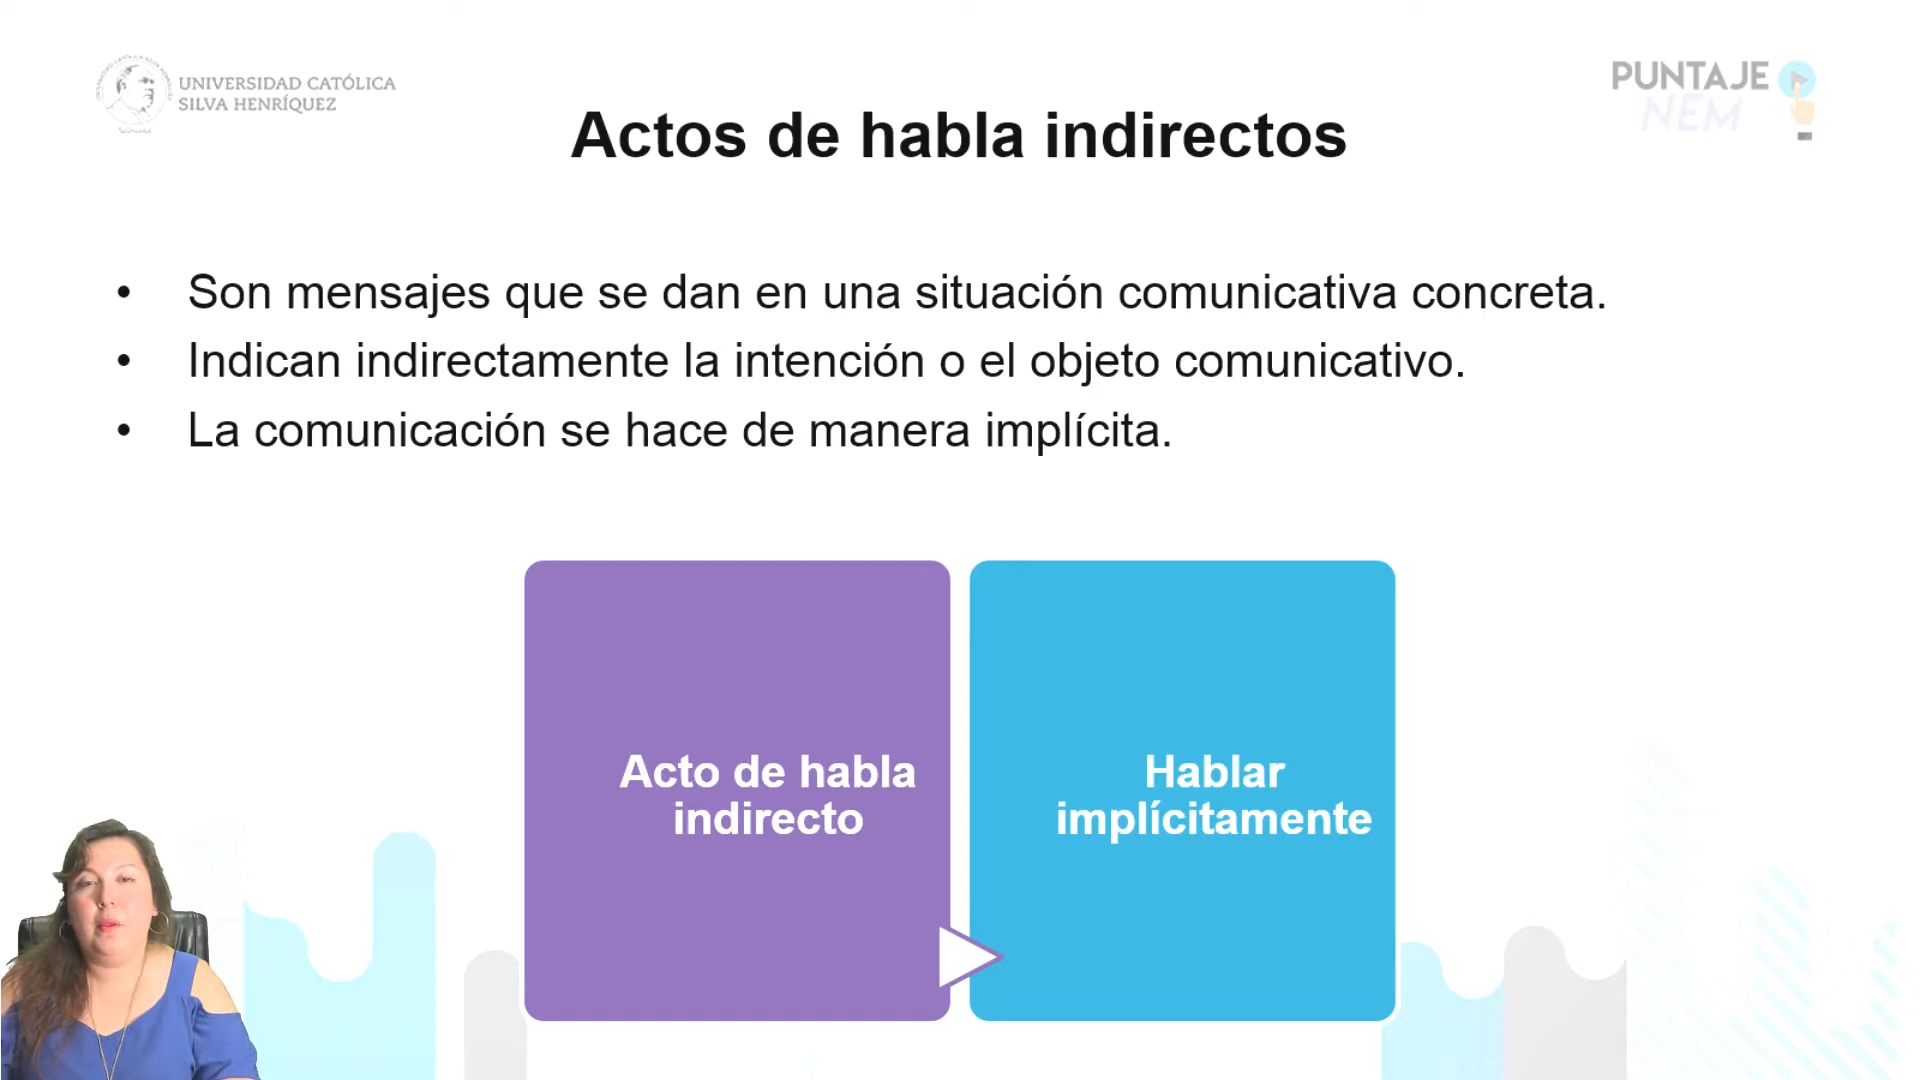 UNIVERSIDAD CATÓLICA
SILVA HENRÍQUEZ
PUNTAJE
NEM
Actos de habla indirectos
• Son mensajes que se dan en una situación comunicativa concreta.
• Indican indirectamente la intención o el objeto comunicativo.
• La comunicación se hace de manera implícita.
Acto de habla
indirecto
Hablar
implícitamente